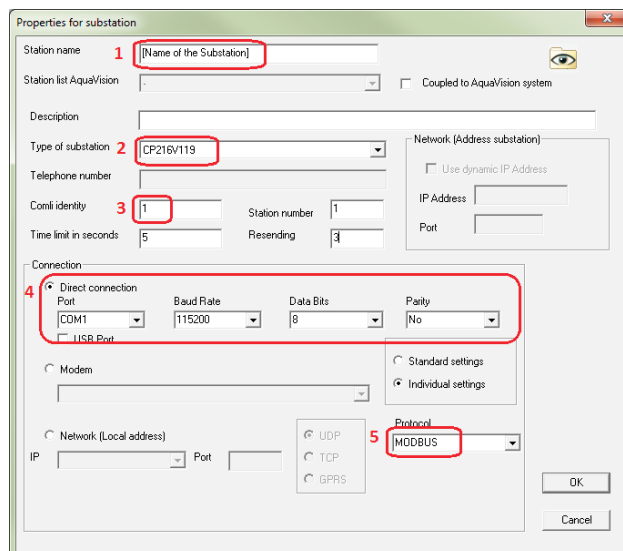 Properties for substation
Station name 1 [Name of the Substation]
Station list AquaVision - Coupled to AquaVision system
Description
Type of substation 2 CP216V119 Network (Address substation)
Telephone number Use dynamic IP Address
Comli identity 3 1 Station number 1 IP Address
Time limit in seconds 5 Resending 3 Port
Connection
4 Direct connection
Port Baud Rate Data Bits Parity
COM1 115200 8 No
USB Port
Modem Standard settings
Individual settings
Network (Local address) UDP 5 Protocol
MODBUS
IP Port TCP
GPRS
OK
Cancel